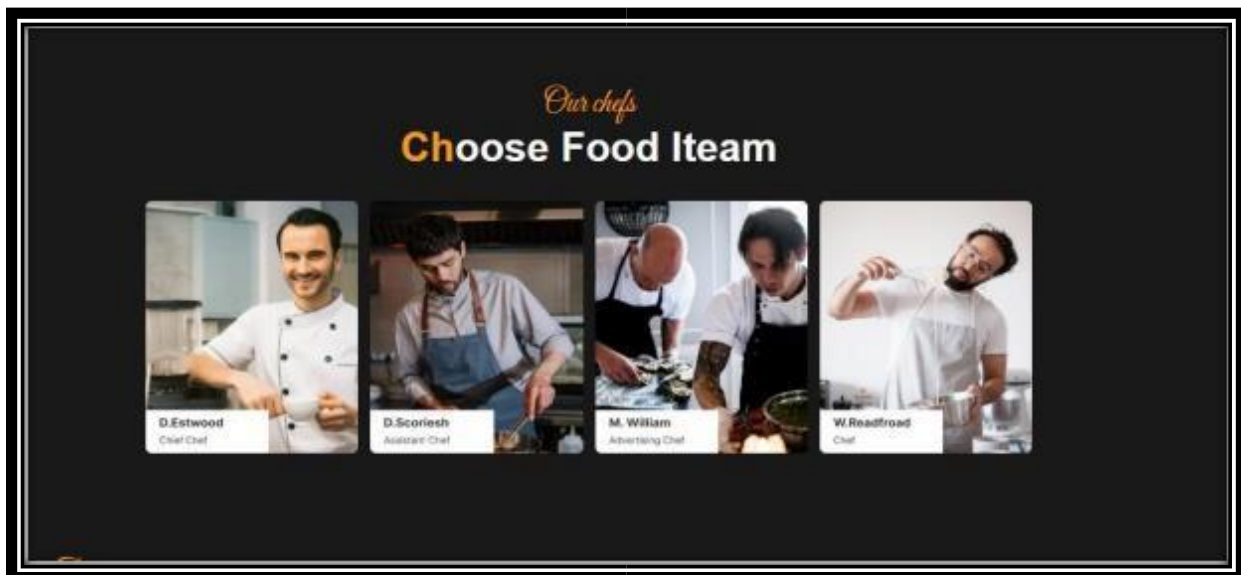 Our chefs
Choose Food Iteam
D.Estwood
Chief Chef
D.Scoriesh
Assistant Chef
M. William
Advertising Chef
W.Readfroad
Chef